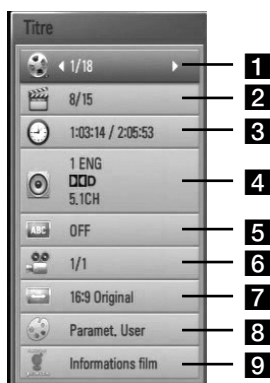 Titre
1/18
1
8/15
2
1:03:14 / 2:05:53
3
1 ENG
DD D
5.1CH
4
ABC OFF
5
1/1
6
16:9 Original
7
Paramet, User
8
Informations film
9